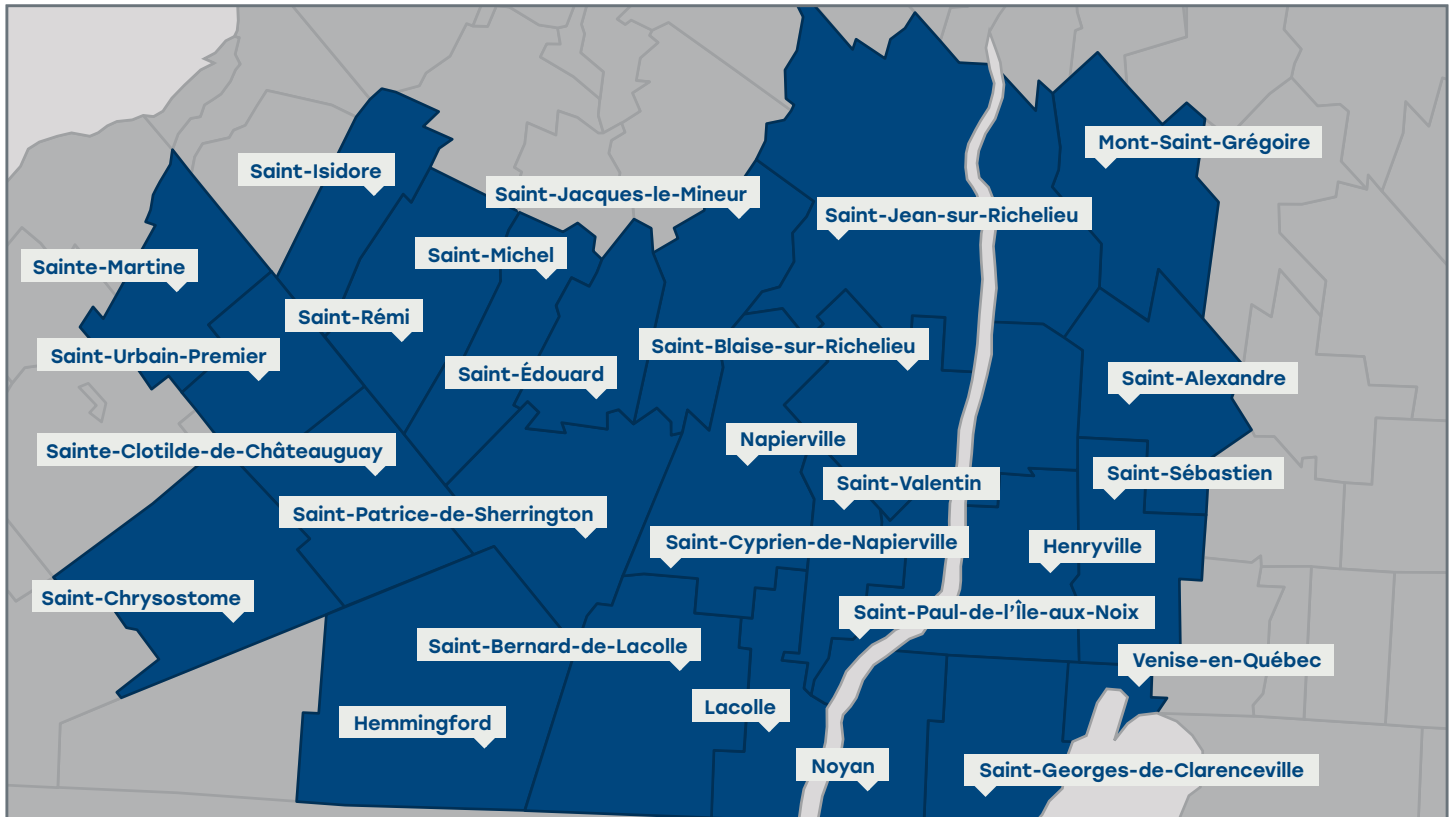 Mont-Saint-Grégoire
Saint-Isidore
Saint-Jacques-le-Mineur
Saint-Jean-sur-Richelieu
Saint-Michel
Sainte-Martine
Saint-Rémi
Saint-Blaise-sur-Richelieu
Saint-Urbain-Premier
Saint-Édouard
Saint-Alexandre
Napierville
Sainte-Clotilde-de-Châteauguay
Saint-Sébastien
Saint-Valentin
Saint-Patrice-de-Sherrington
Saint-Cyprien-de-Napierville
Henryville
Saint-Chrysostome
Saint-Paul-de-l'Île-aux-Noix
Saint-Bernard-de-Lacolle
Venise-en-Québec
Lacolle
Hemmingford
Noyan
Saint-Georges-de-Clarenceville